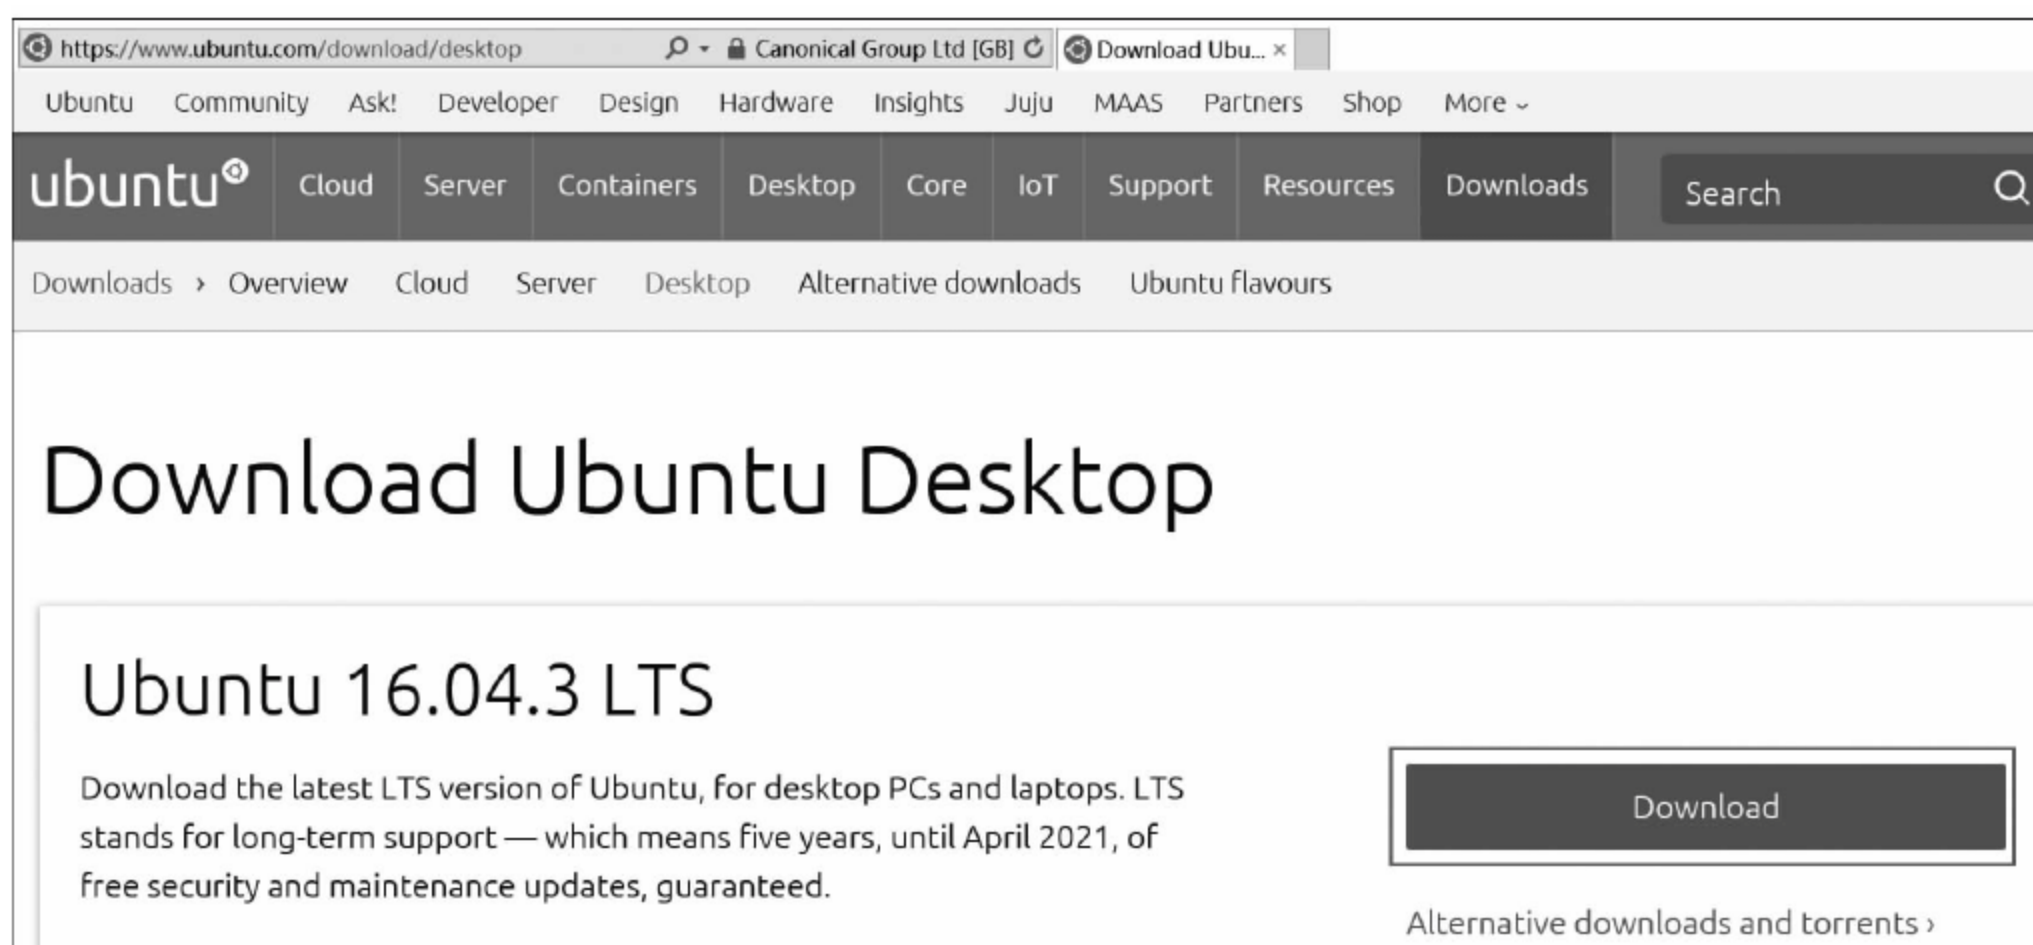 https://www.ubuntu.com/download/desktop Canonical Group Ltd [GB] Download Ubu... ×
Ubuntu Community Ask! Developer Design Hardware Insights Juju MAAS Partners Shop More
ubuntu Cloud Server Containers Desktop Core IoT Support Resources Downloads Search
Downloads › Overview Cloud Server Desktop Alternative downloads Ubuntu flavours
Download Ubuntu Desktop
Ubuntu 16.04.3 LTS
Download the latest LTS version of Ubuntu, for desktop PCs and laptops. LTS
stands for long-term support — which means five years, until April 2021, of
free security and maintenance updates, guaranteed.
Download
Alternative downloads and torrents ›